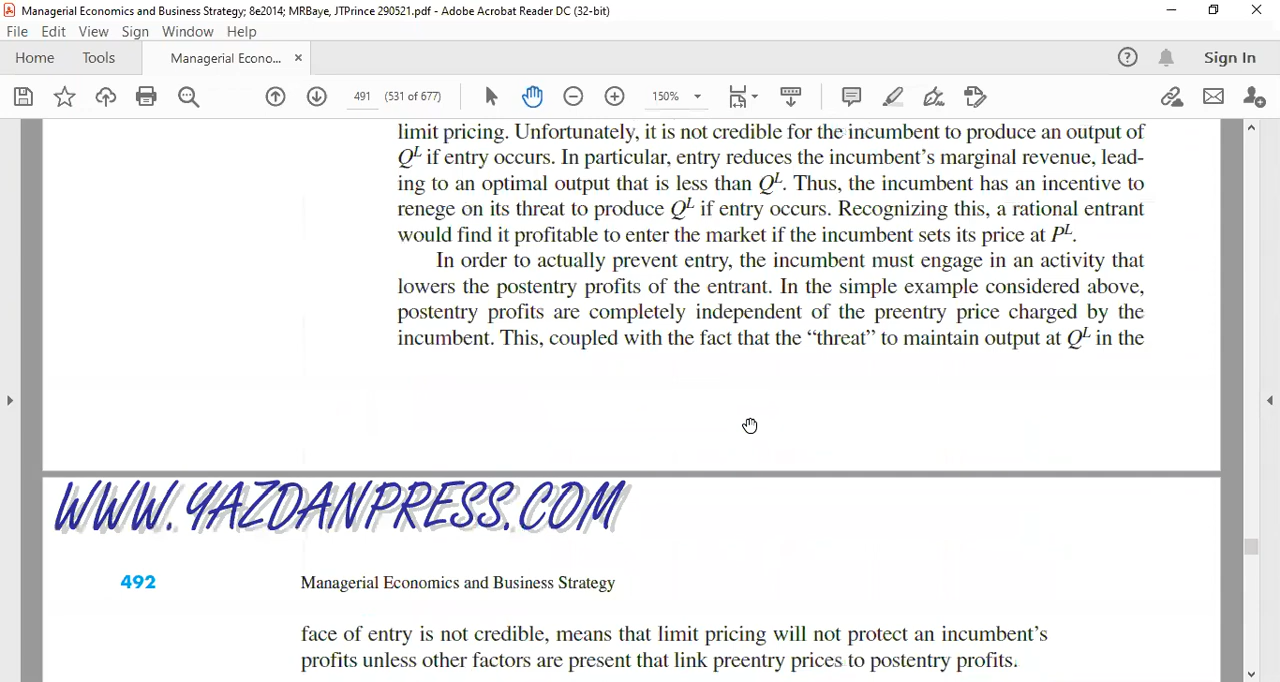 Managerial Economics and Business Strategy; 8e2014; MRBaye, JTPrince 290521.pdf - Adobe Acrobat Reader DC (32-bit)
File Edit View Sign Window Help
Home Tools Managerial Econo... × Sign In
491 (531 of 677) 150%
limit pricing. Unfortunately, it is not credible for the incumbent to produce an output of
Q^L if entry occurs. In particular, entry reduces the incumbent's marginal revenue, lead-
ing to an optimal output that is less than Q^L. Thus, the incumbent has an incentive to
renege on its threat to produce Q^L if entry occurs. Recognizing this, a rational entrant
would find it profitable to enter the market if the incumbent sets its price at P^L.
In order to actually prevent entry, the incumbent must engage in an activity that
lowers the postentry profits of the entrant. In the simple example considered above,
postentry profits are completely independent of the preentry price charged by the
incumbent. This, coupled with the fact that the “threat” to maintain output at Q^L in the
WWW.YAZDANPRESS.COM
492 Managerial Economics and Business Strategy
face of entry is not credible, means that limit pricing will not protect an incumbent's
profits unless other factors are present that link preentry prices to postentry profits.